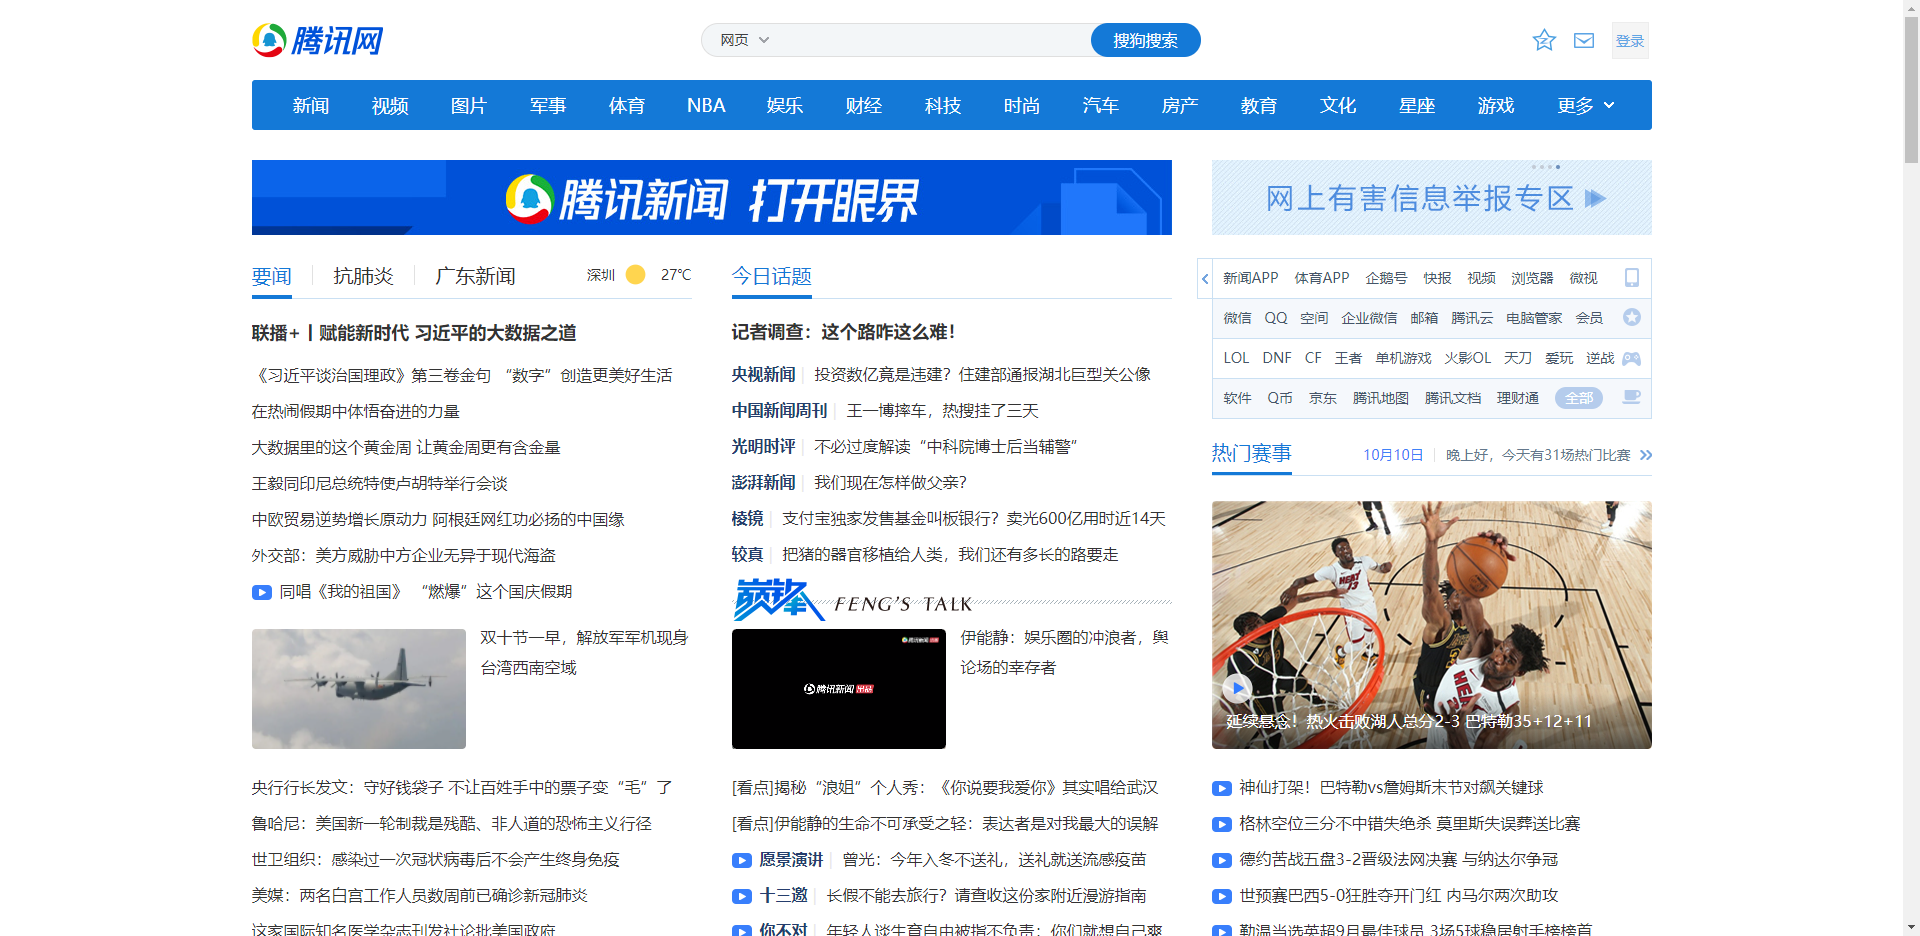 腾讯网
网页
搜狗搜索
登录
新闻 视频 图片 军事 体育 NBA 娱乐 财经 科技 时尚 汽车 房产 教育 文化 星座 游戏 更多
腾讯新闻 打开眼界
网上有害信息举报专区
要闻 抗肺炎 广东新闻 深圳 27℃
联播+丨赋能新时代 习近平的大数据之道
《习近平谈治国理政》第三卷金句 “数字”创造更美好生活
在热闹假期中体悟奋进的力量
大数据里的这个黄金周 让黄金周更有含金量
王毅同印尼总统特使卢胡特举行会谈
中欧贸易逆势增长原动力 阿根廷网红功必扬的中国缘
外交部：美方威胁中方企业无异于现代海盗
同唱《我的祖国》 “燃爆”这个国庆假期
双十节一早，解放军军机现身
台湾西南空域
央行行长发文：守好钱袋子 不让百姓手中的票子变“毛”了
鲁哈尼：美国新一轮制裁是残酷、非人道的恐怖主义行径
世卫组织：感染过一次冠状病毒后不会产生终身免疫
美媒：两名白宫工作人员数周前已确诊新冠肺炎
这家国际知名医学杂志刊发社论批美国政府
今日话题
记者调查：这个路咋这么难！
央视新闻 投资数亿竟是违建？住建部通报湖北巨型关公像
中国新闻周刊 王一博摔车，热搜挂了三天
光明时评 不必过度解读“中科院博士后当辅警”
澎湃新闻 我们现在怎样做父亲？
棱镜 支付宝独家发售基金叫板银行？卖光600亿用时近14天
较真 把猪的器官移植给人类，我们还有多长的路要走
巅锋 FENG'S TALK
腾讯新闻 出品
伊能静：娱乐圈的冲浪者，舆
论场的幸存者
[看点]揭秘“浪姐”个人秀：《你说要我爱你》其实唱给武汉
[看点]伊能静的生命不可承受之轻：表达者是对我最大的误解
愿景演讲 曾光：今年入冬不送礼，送礼就送流感疫苗
十三邀 长假不能去旅行？请查收这份家附近漫游指南
你不对 年轻人谈生育自由被指不负责：你们就想自己爽
新闻APP 体育APP 企鹅号 快报 视频 浏览器 微视
微信 QQ 空间 企业微信 邮箱 腾讯云 电脑管家 会员
LOL DNF CF 王者 单机游戏 火影OL 天刀 爱玩 逆战
软件 Q币 京东 腾讯地图 腾讯文档 理财通 全部
热门赛事 10月10日 晚上好，今天有31场热门比赛
HEAT
13
HEAT
延续悬念！热火击败湖人总分2-3 巴特勒35+12+11
神仙打架！巴特勒vs詹姆斯末节对飙关键球
格林空位三分不中错失绝杀 莫里斯失误葬送比赛
德约苦战五盘3-2晋级法网决赛 与纳达尔争冠
世预赛巴西5-0狂胜夺开门红 内马尔两次助攻
勒温当选英超9月最佳球员 3场5球稳居射手榜榜首